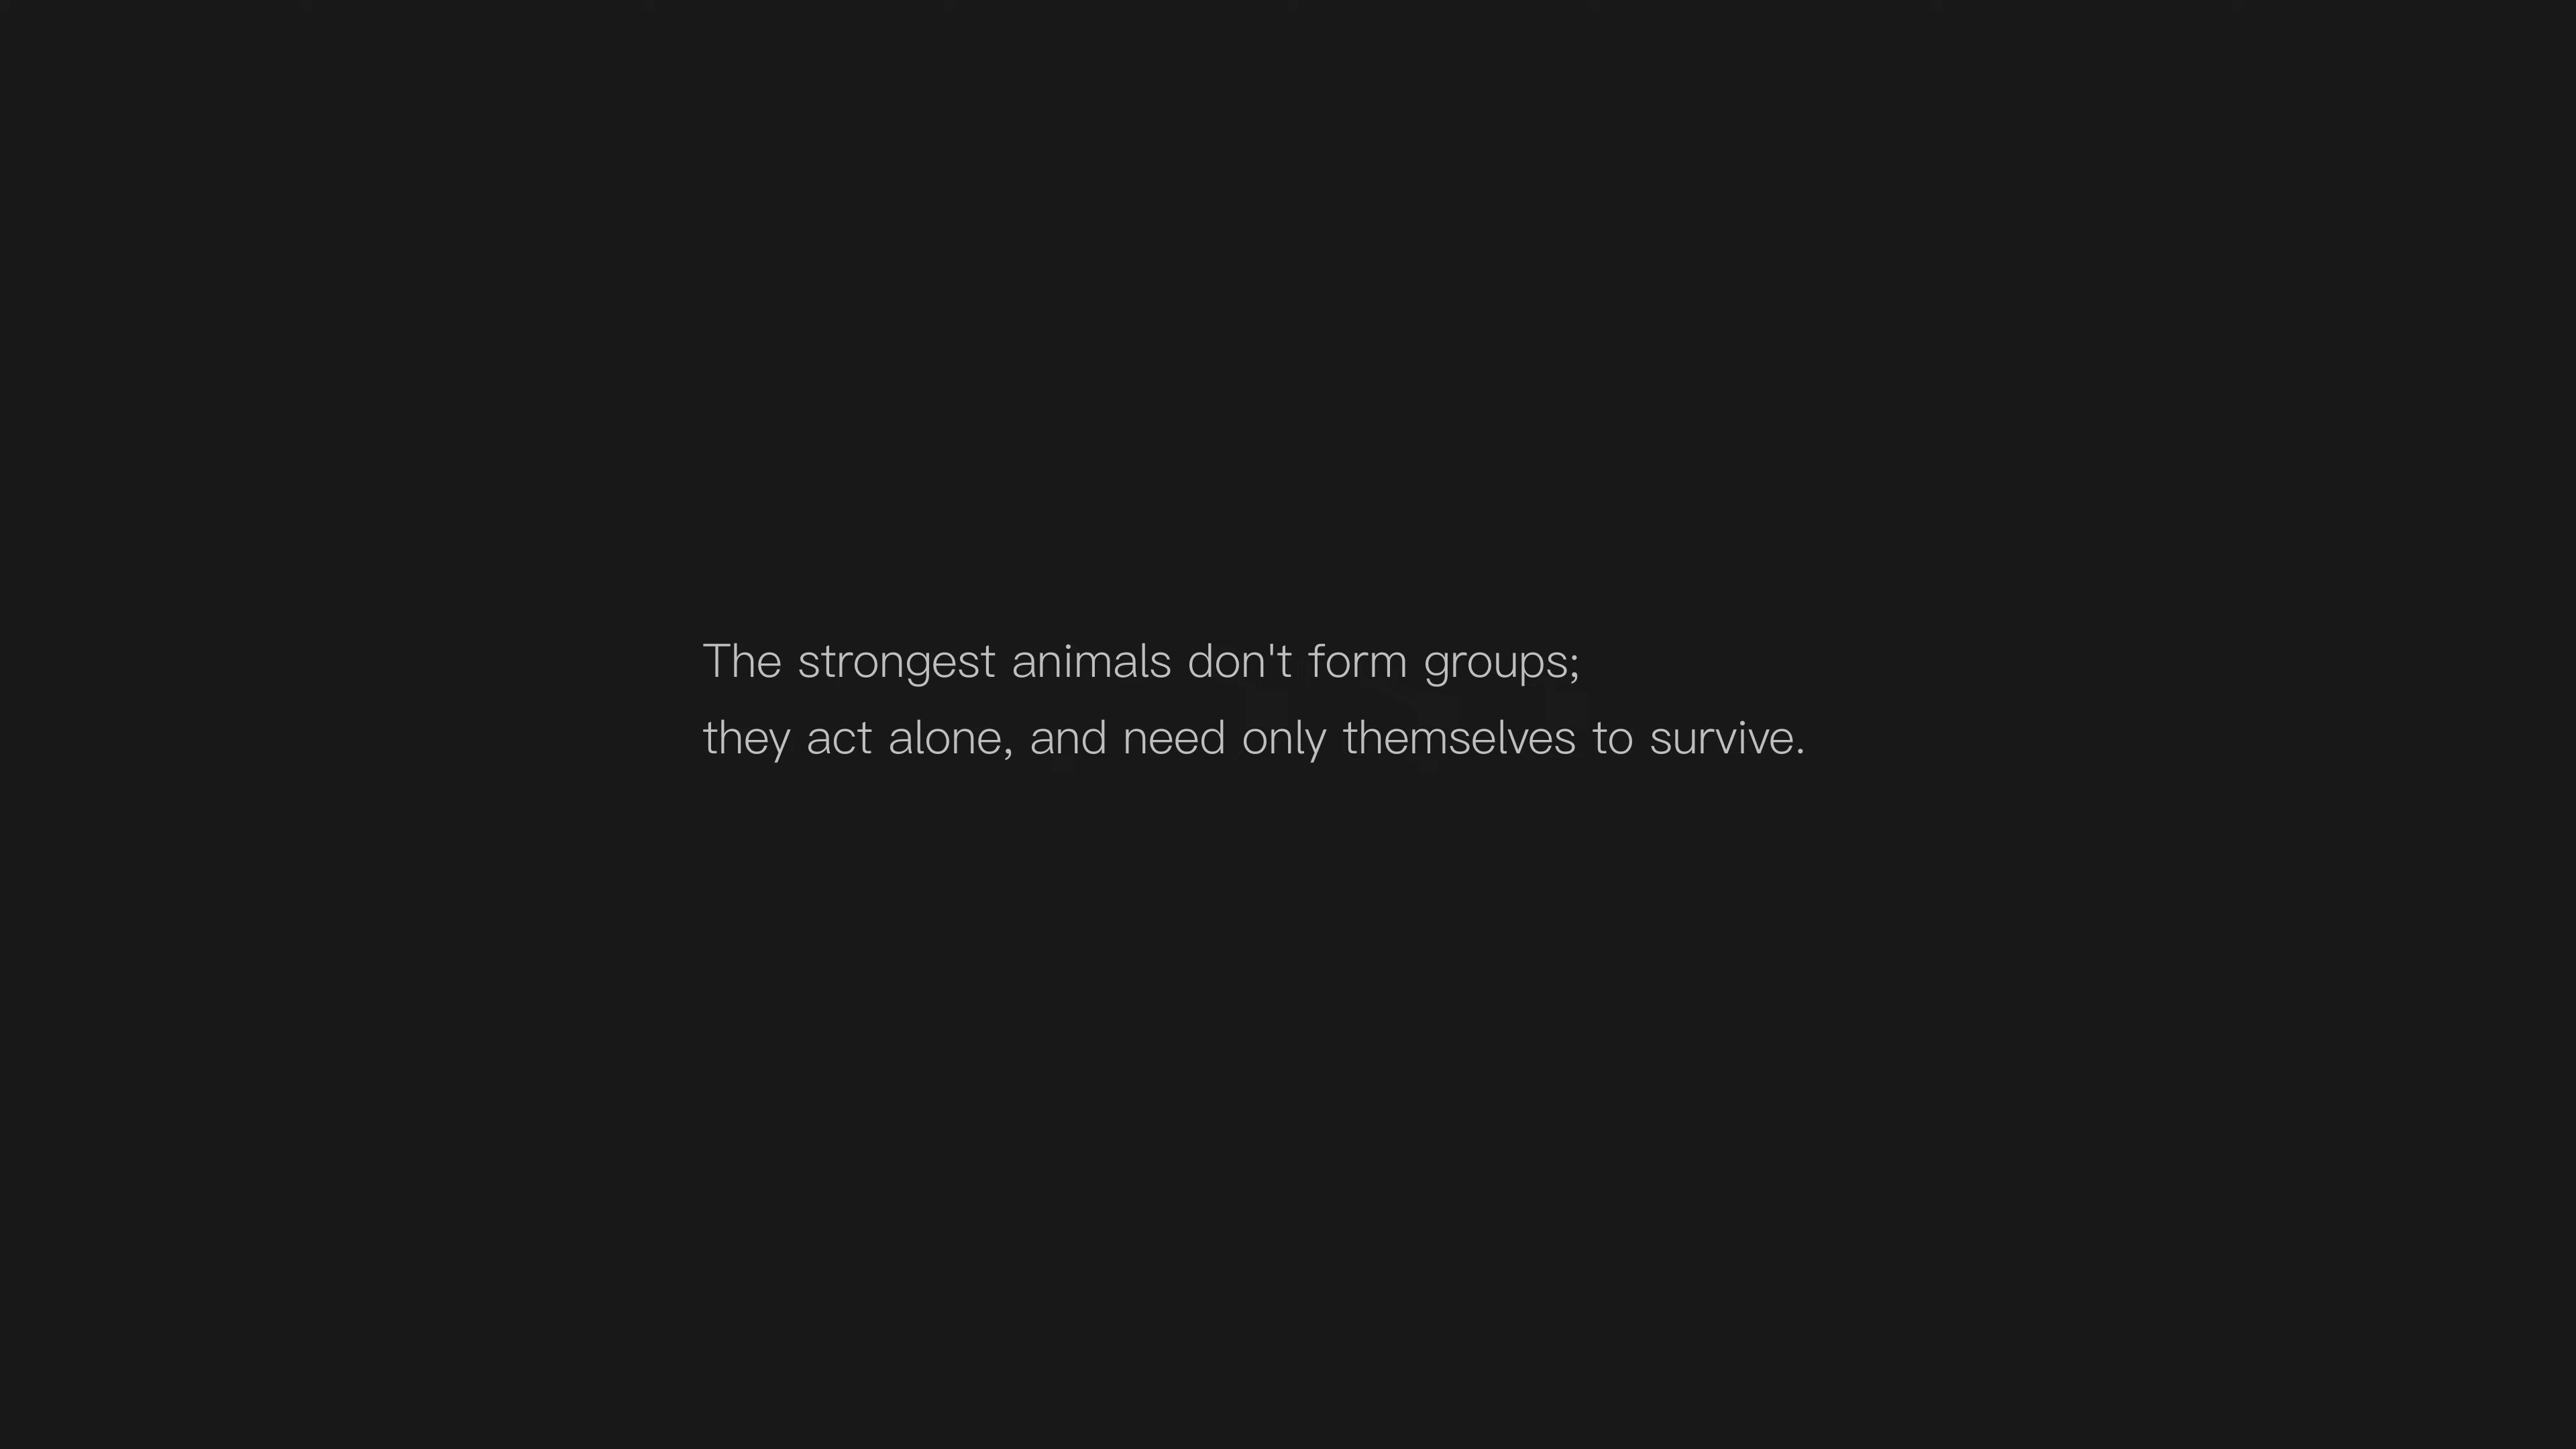 The strongest animals don't form groups;
they act alone, and need only themselves to survive.